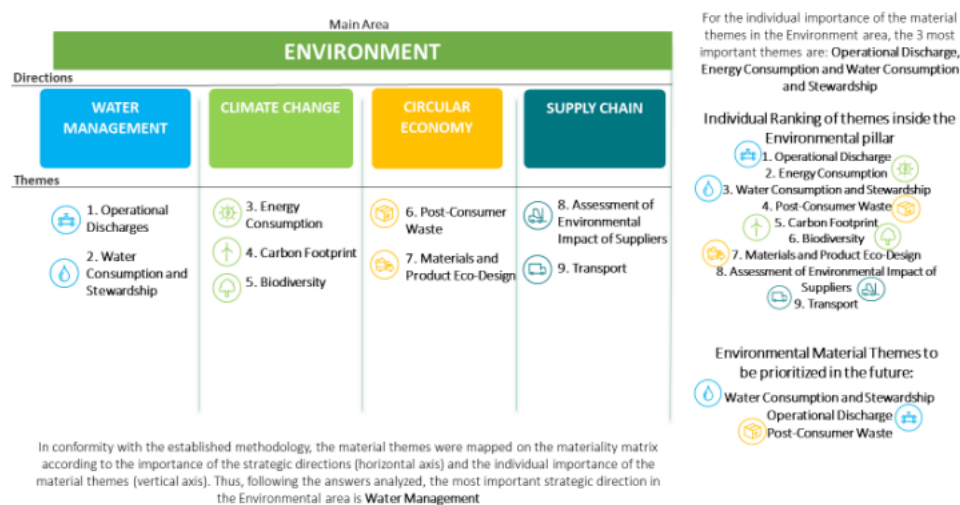 Main Area
ENVIRONMENT
Directions
WATER
MANAGEMENT
CLIMATE CHANGE
CIRCULAR
ECONOMY
SUPPLY CHAIN
Themes
1. Operational
Discharges
2. Water
Consumption and
Stewardship
3. Energy
Consumption
4. Carbon Footprint
5. Biodiversity
6. Post-Consumer
Waste
7. Materials and
Product Eco-Design
8. Assessment of
Environmental
Impact of Suppliers
9. Transport
In conformity with the established methodology, the material themes were mapped on the materiality matrix
according to the importance of the strategic directions (horizontal axis) and the individual importance of the
material themes (vertical axis). Thus, following the answers analyzed, the most important strategic direction in
the Environmental area is Water Management
For the individual importance of the material
themes in the Environment area, the 3 most
important themes are: Operational Discharge,
Energy Consumption and Water Consumption
and Stewardship
Individual Ranking of themes inside the
Environmental pillar
1. Operational Discharge
2. Energy Consumption
3. Water Consumption and Stewardship
4. Post-Consumer Waste
5. Carbon Footprint
6. Biodiversity
7. Materials and Product Eco-Design
8. Assessment of Environmental Impact of
Suppliers
9. Transport
Environmental Material Themes to
be prioritized in the future:
Water Consumption and Stewardship
Operational Discharge
Post-Consumer Waste